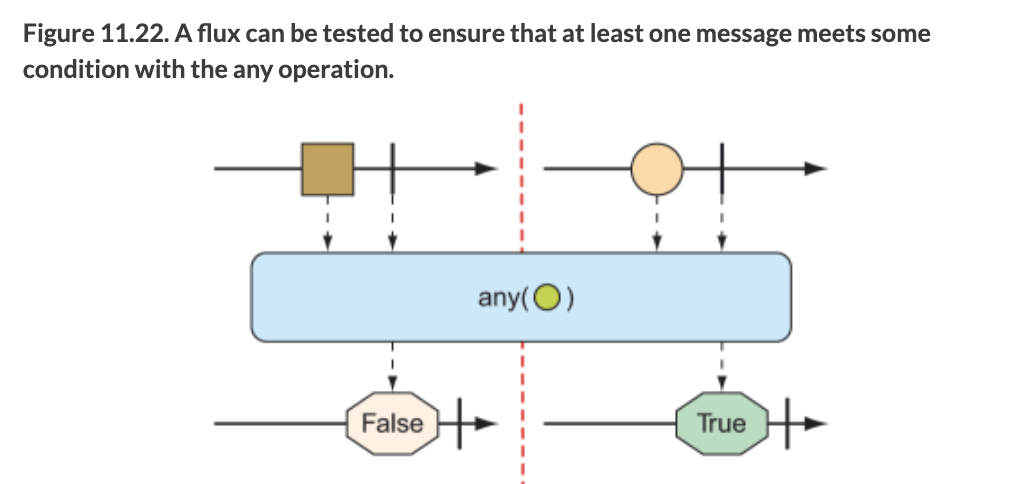 Figure 11.22. A flux can be tested to ensure that at least one message meets some
condition with the any operation.
any( )
False
True